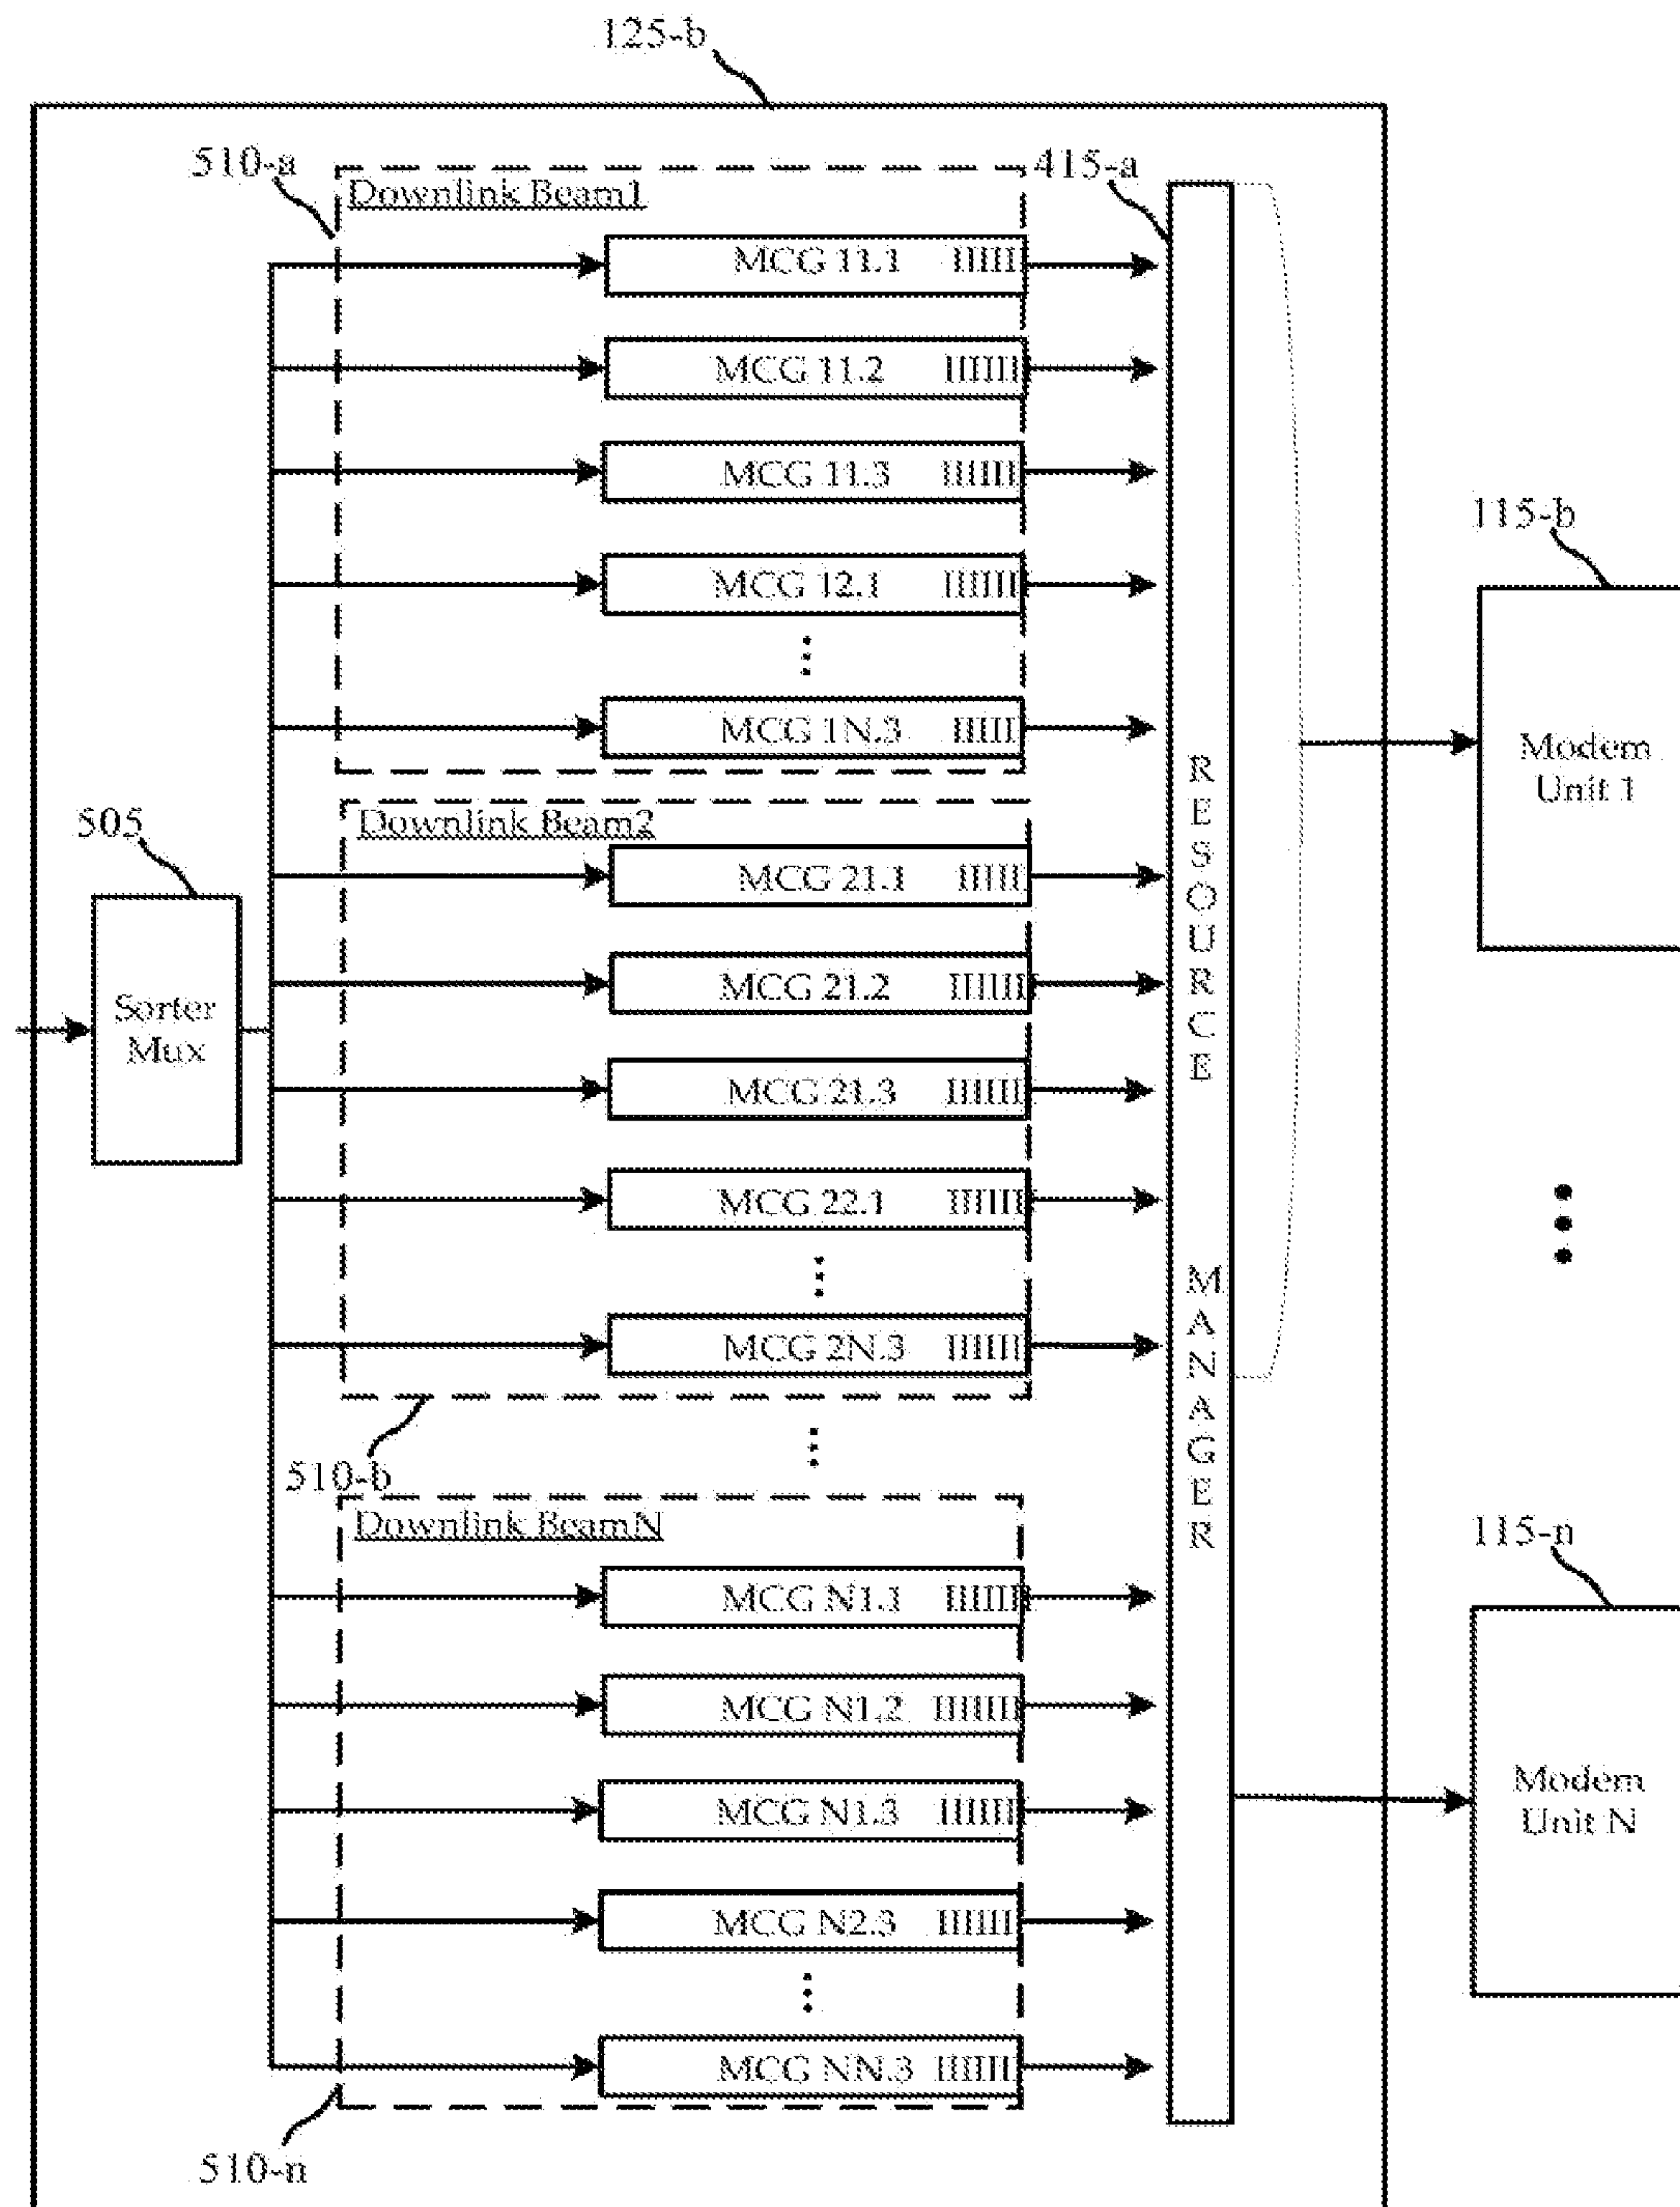 125-b
510-a
415-a
Downlink Beam1
MCG 11.1
MCG 11.2
MCG 11.3
MCG 12.1
MCG 1N.3
115-b
Modem
Unit 1
RESOURCE MANAGER
505
Sorter
Mux
Downlink Beam2
MCG 21.1
MCG 21.2
MCG 21.3
MCG 22.1
MCG 2N.3
510-b
Downlink BeamN
MCG N1.1
MCG N1.2
MCG N1.3
MCG N2.3
MCG NN.3
510-n
115-n
Modem
Unit N